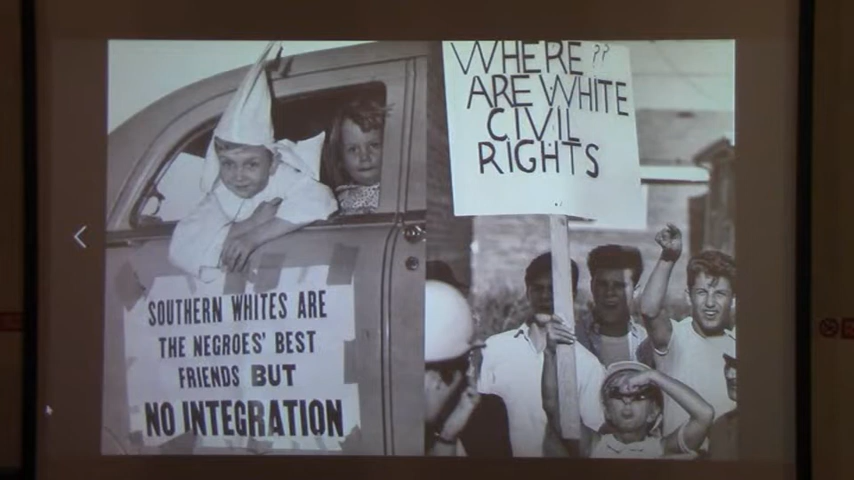 SOUTHERN WHITES ARE
THE NEGROES' BEST
FRIENDS BUT
NO INTEGRATION
WHERE ??
ARE WHITE
CIVIL
RIGHTS